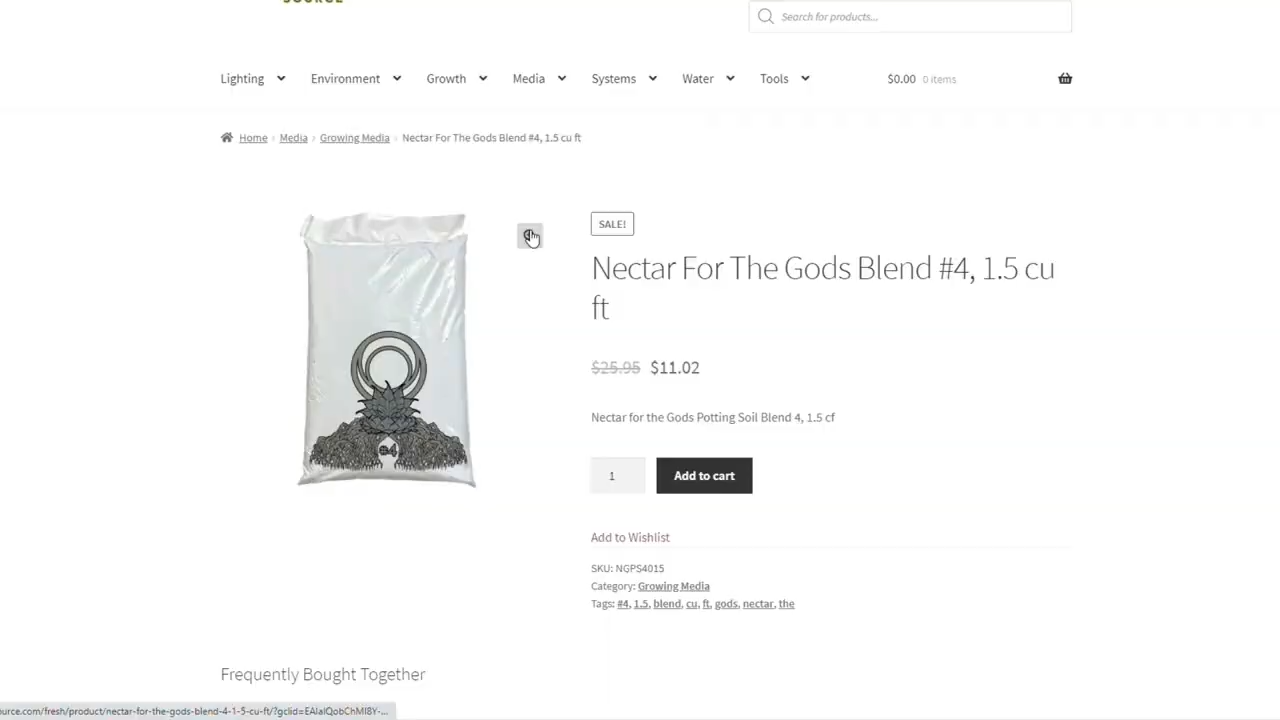 SOURCE
Search for products...
Lighting Environment Growth Media Systems Water Tools $0.00 0 items
Home › Media › Growing Media › Nectar For The Gods Blend #4, 1.5 cu ft
SALE!
Nectar For The Gods Blend #4, 1.5 cu
ft
$25.95 $11.02
Nectar for the Gods Potting Soil Blend 4, 1.5 cf
#4
1 Add to cart
Add to Wishlist
SKU: NGPS4015
Category: Growing Media
Tags: #4, 1.5, blend, cu, ft, gods, nectar, the
Frequently Bought Together